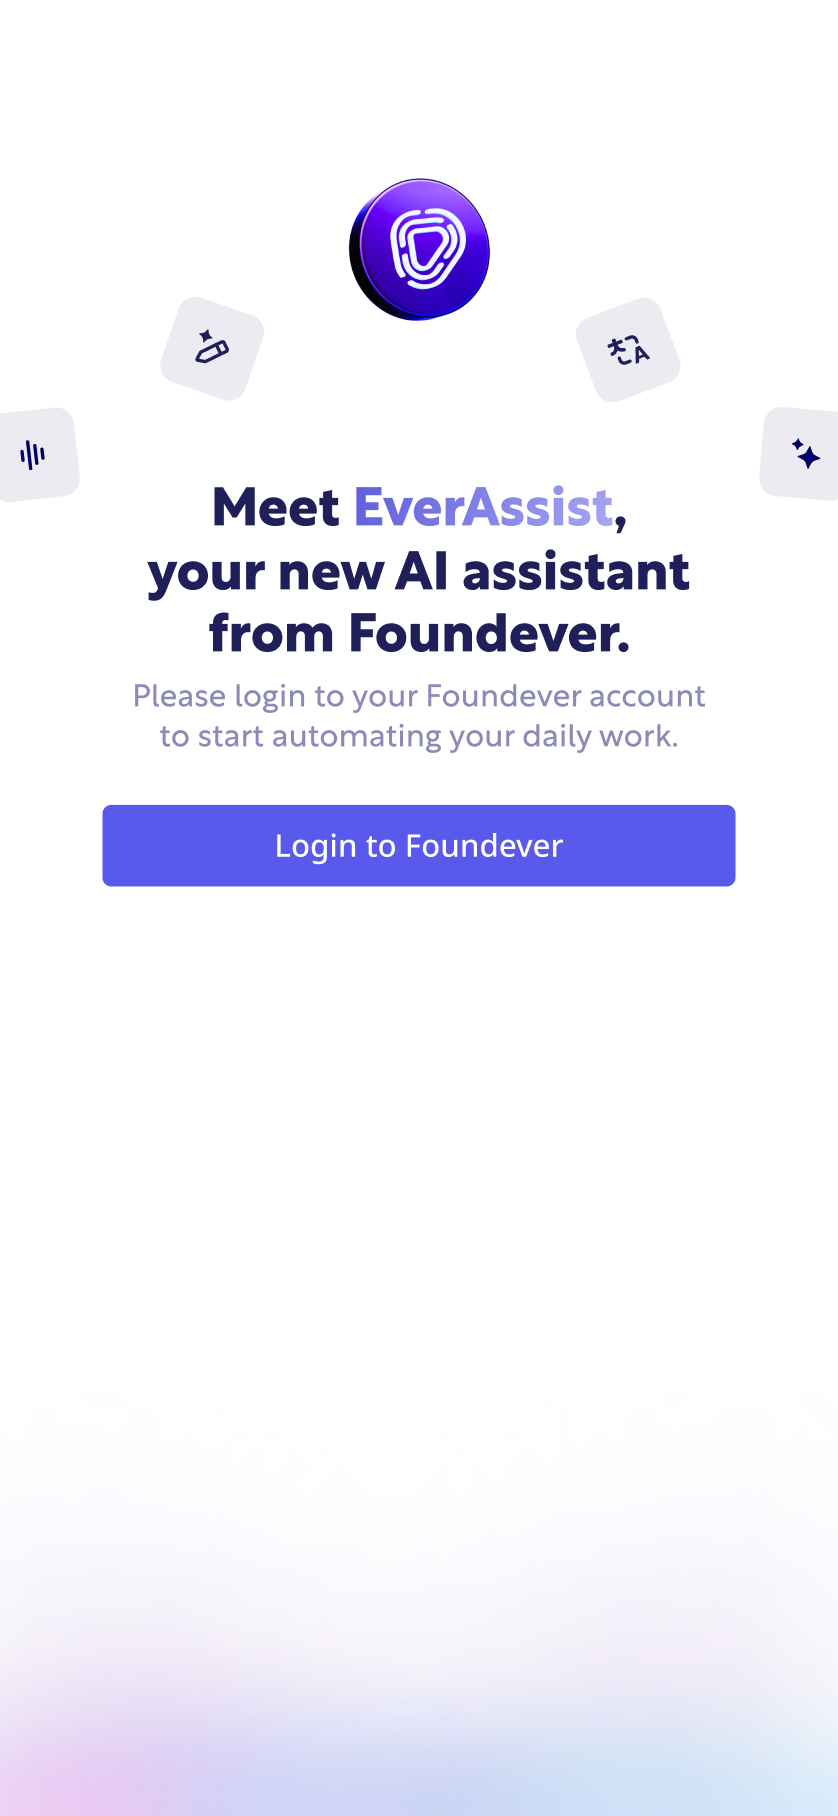 Meet EverAssist,
your new AI assistant
from Foundever.
Please login to your Foundever account
to start automating your daily work.
Login to Foundever